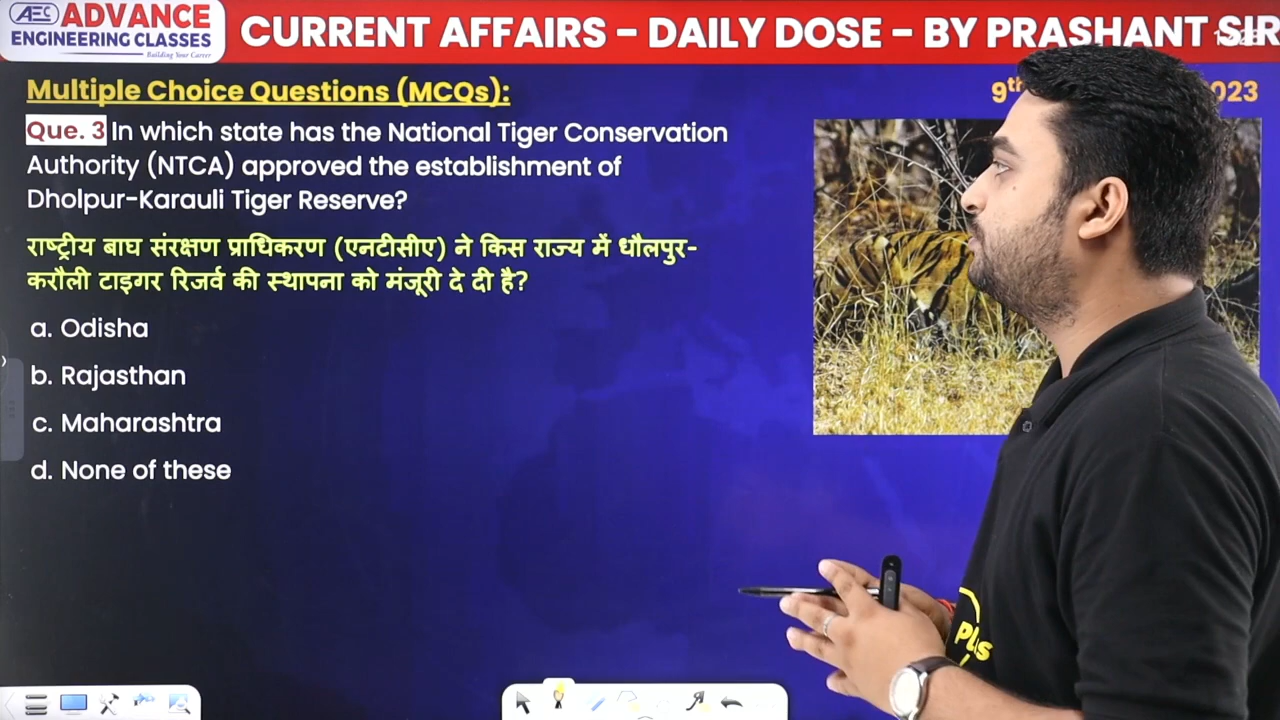 AEC ADVANCE
ENGINEERING CLASSES
Building Your Career
CURRENT AFFAIRS - DAILY DOSE - BY PRASHANT SIR
Multiple Choice Questions (MCQs):
9th
023
Que. 3 In which state has the National Tiger Conservation
Authority (NTCA) approved the establishment of
Dholpur-Karauli Tiger Reserve?
राष्ट्रीय बाघ संरक्षण प्राधिकरण (एनटीसीए) ने किस राज्य में धौलपुर-
करौली टाइगर रिजर्व की स्थापना को मंजूरी दे दी है?
a. Odisha
b. Rajasthan
c. Maharashtra
d. None of these